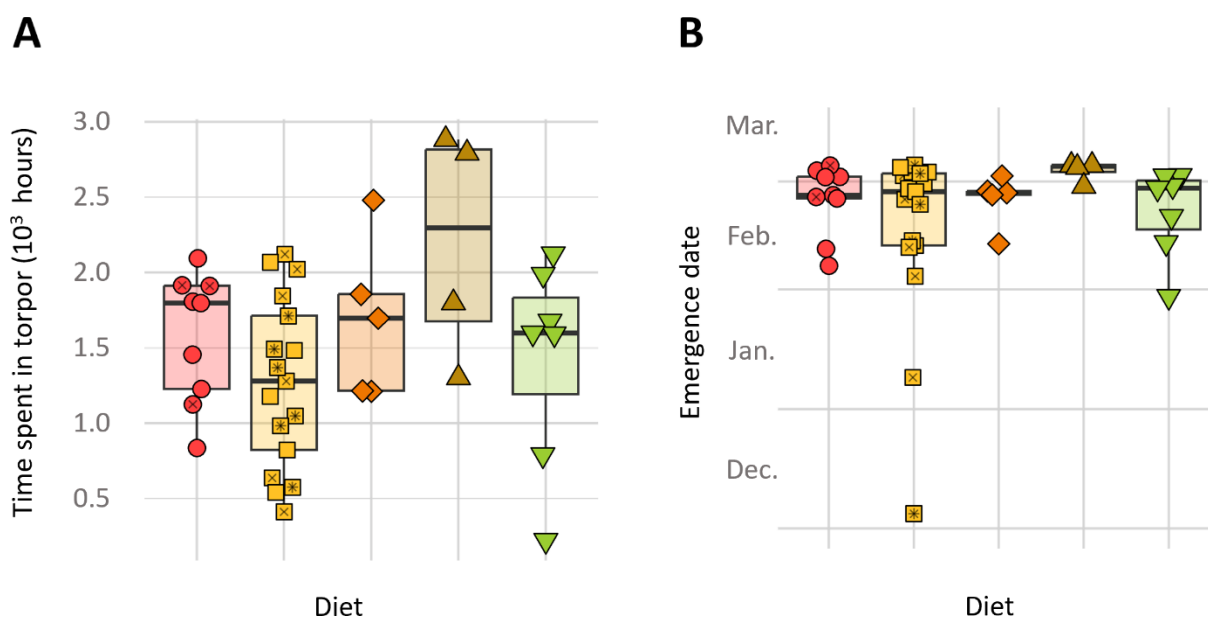 A
B
Time spent in torpor (10³ hours)
3.0
2.5
2.0
1.5
1.0
0.5
Diet
Emergence date
Mar.
Feb.
Jan.
Dec.
Diet